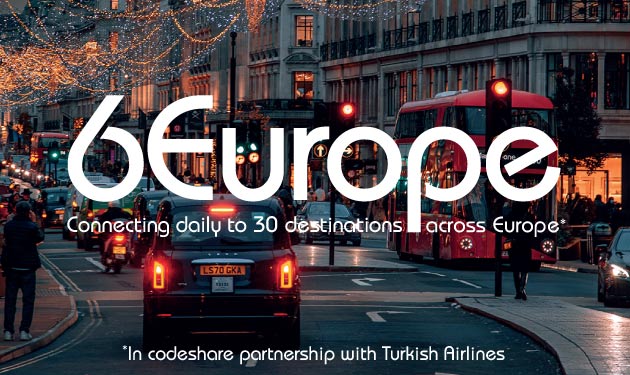 6Europe
Connecting daily to 30 destinations across Europe*
LS70 GKA
*In codeshare partnership with Turkish Airlines